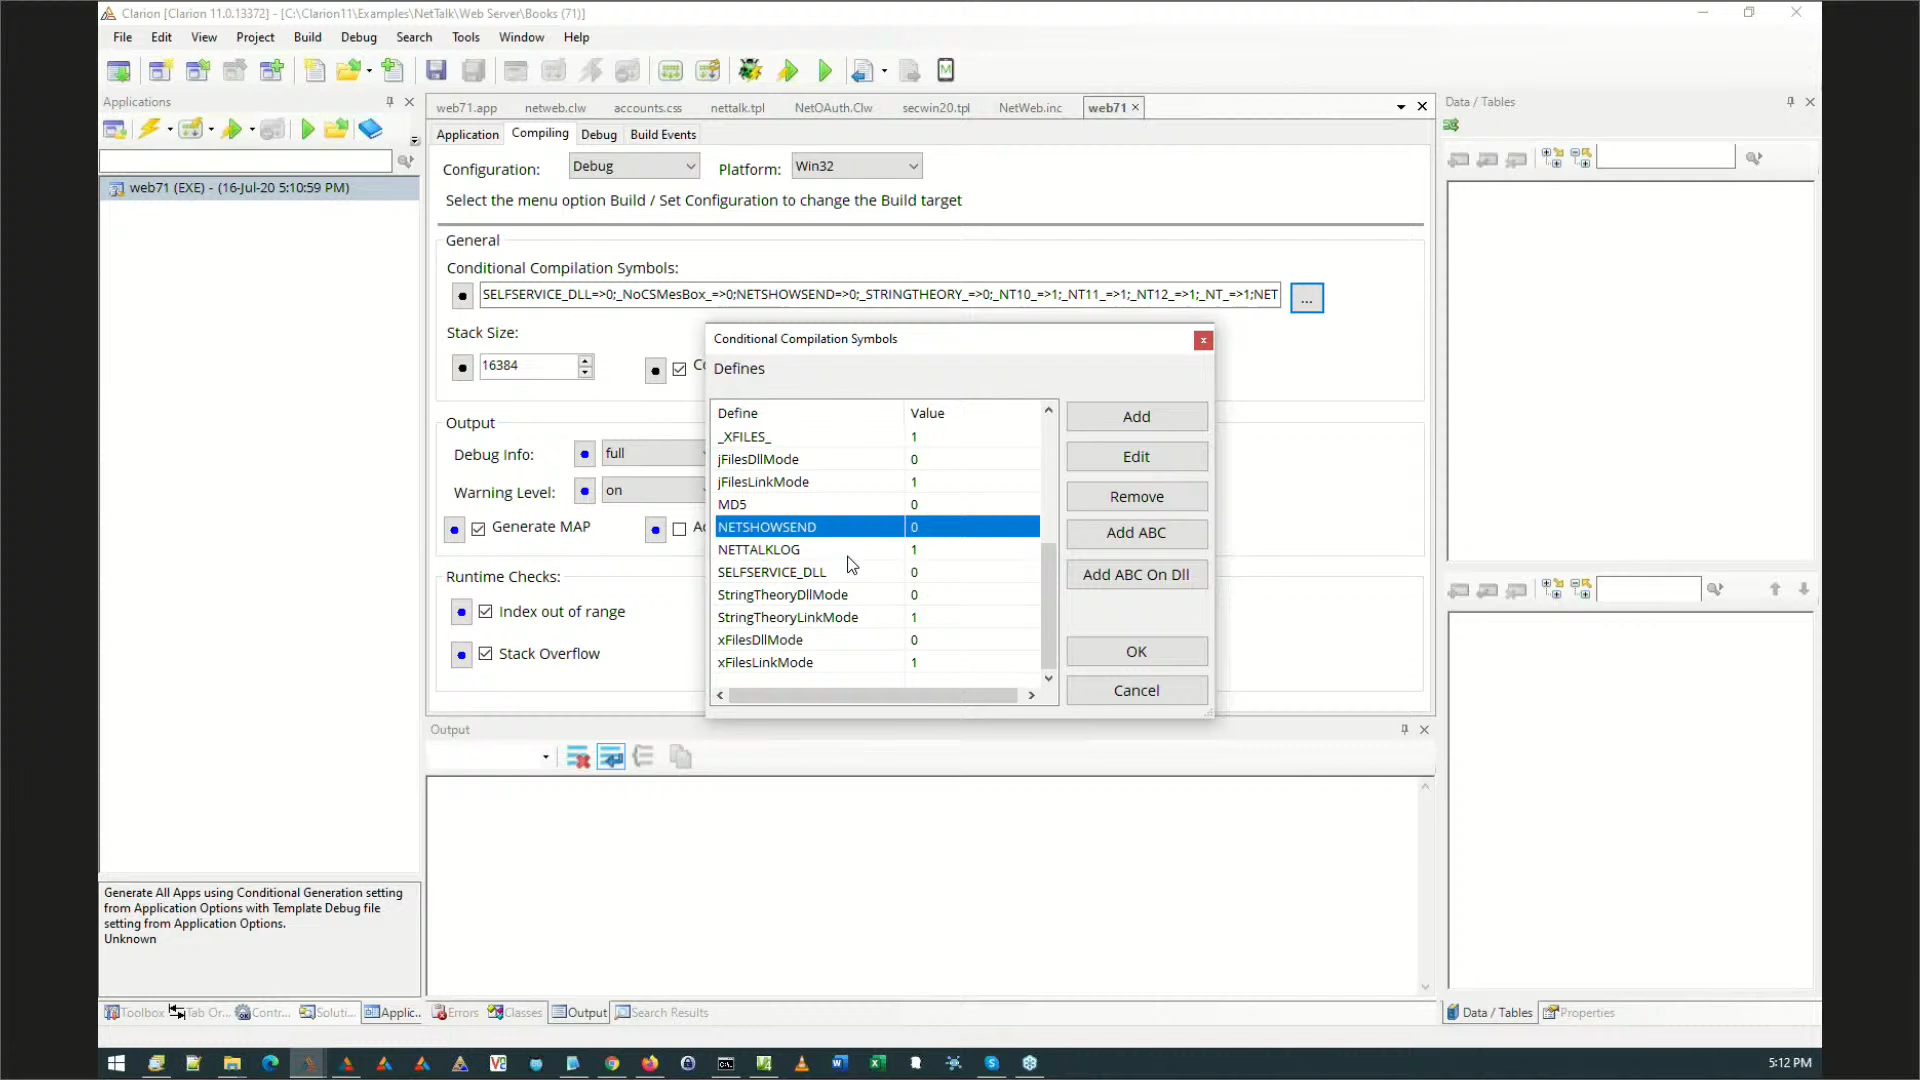 Clarion [Clarion 11.0.13372] - [C:\Clarion11\Examples\NetTalk\Web Server\Books (71)]
File Edit View Project Build Debug Search Tools Window Help
Applications
web71.app netweb.clw accounts.css nettalk.tpl NetOAuth.Clw secwin20.tpl NetWeb.inc web71
Data / Tables
Application Compiling Debug Build Events
Configuration: Debug Platform: Win32
web71 (EXE) - (16-Jul-20 5:10:59 PM)
Select the menu option Build / Set Configuration to change the Build target
General
Conditional Compilation Symbols:
SELFSERVICE_DLL=>0;_NoCSMesBox_=>0;NETSHOWSEND=>0;_STRINGTHEORY_=>0;_NT10_=>1;_NT11_=>1;_NT12_=>1;_NT_=>1;NET
...
Stack Size:
16384
Output
Debug Info: full
Warning Level: on
Generate MAP
Runtime Checks:
Index out of range
Stack Overflow
Conditional Compilation Symbols
Defines
Define Value
_XFILES_ 1
jFilesDllMode 0
jFilesLinkMode 1
MD5 0
NETSHOWSEND 0
NETTALKLOG 1
SELFSERVICE_DLL 0
StringTheoryDllMode 0
StringTheoryLinkMode 1
xFilesDllMode 0
xFilesLinkMode 1
Add
Edit
Remove
Add ABC
Add ABC On Dll
OK
Cancel
Output
Generate All Apps using Conditional Generation setting
from Application Options with Template Debug file
setting from Application Options.
Unknown
Toolbox Tab Or... Contr... Soluti... Applic... Errors Classes Output Search Results
Data / Tables Properties
5:12 PM